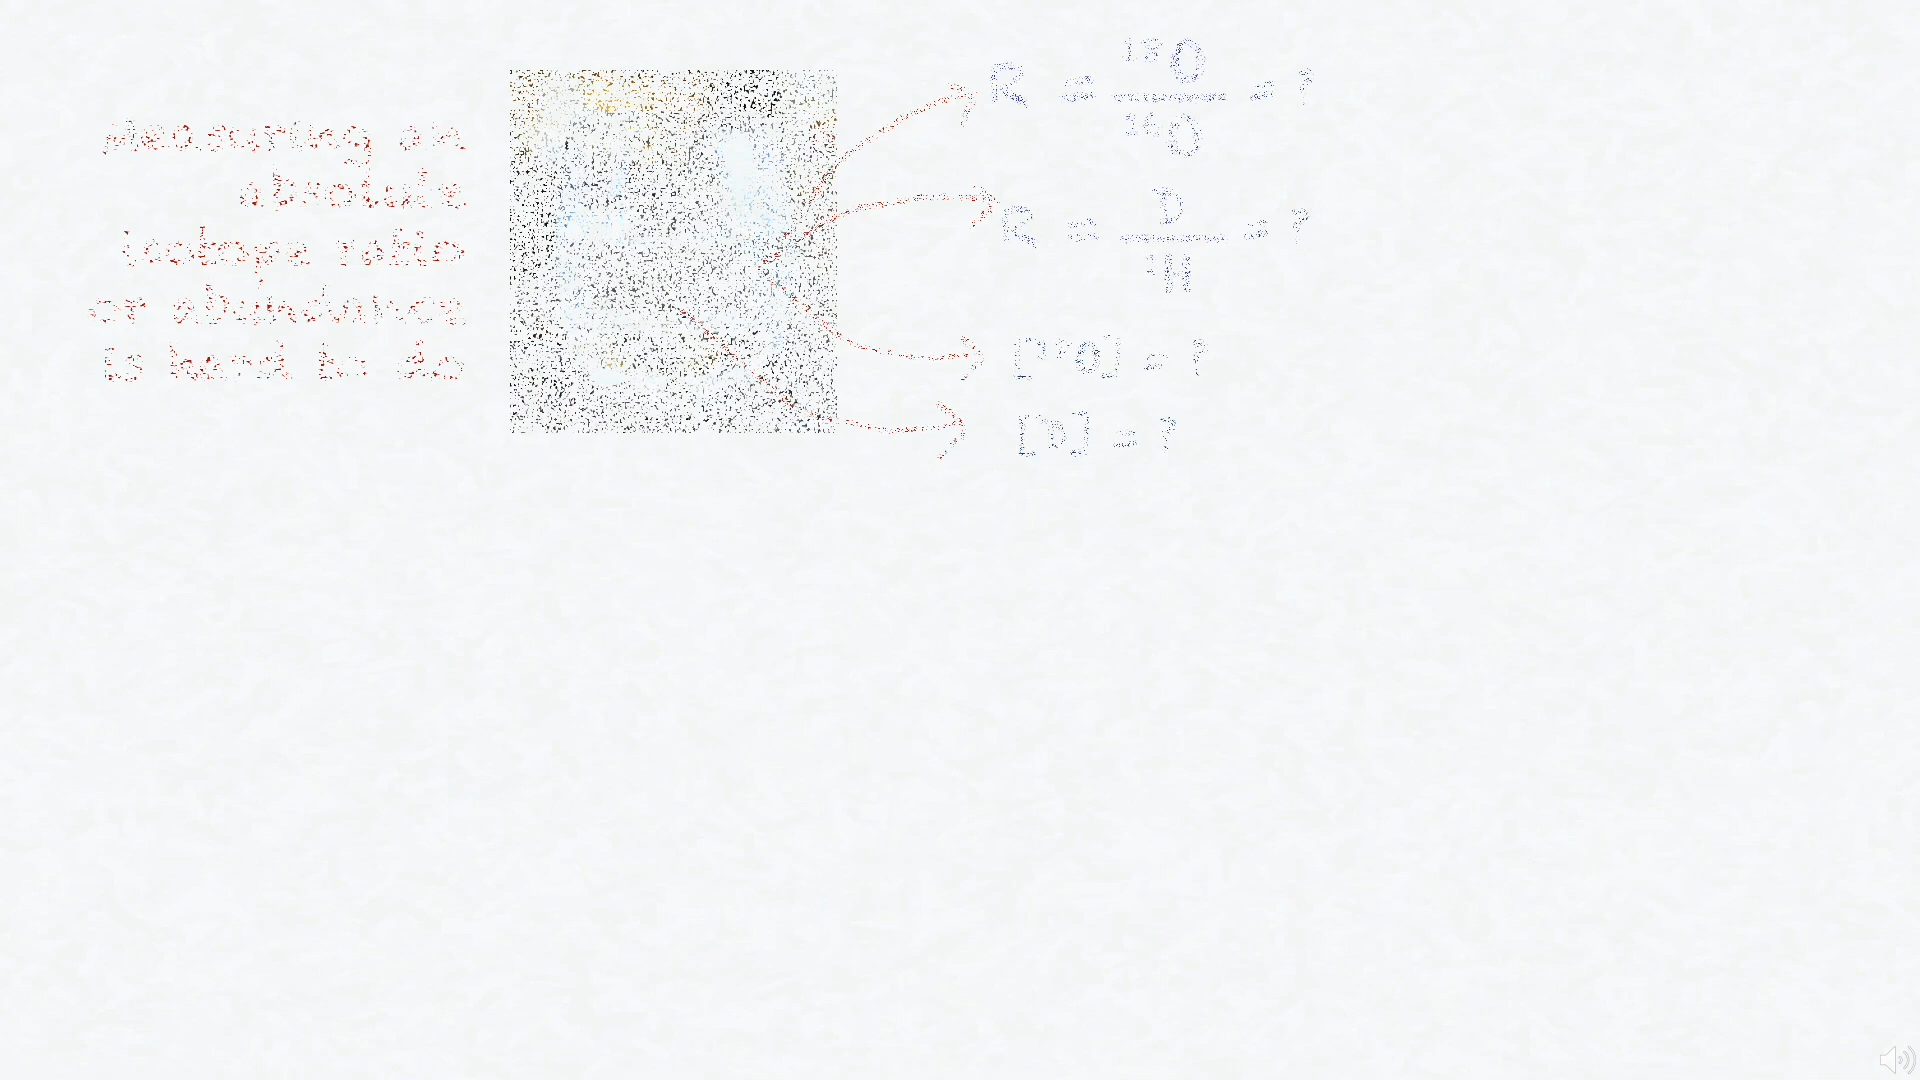 Measuring an
absolute
isotope ratio
or abundance
is hard to do
R = ¹⁸O / ¹⁶O = ?
R = D / ¹H = ?
[¹⁸O] = ?
[D] = ?